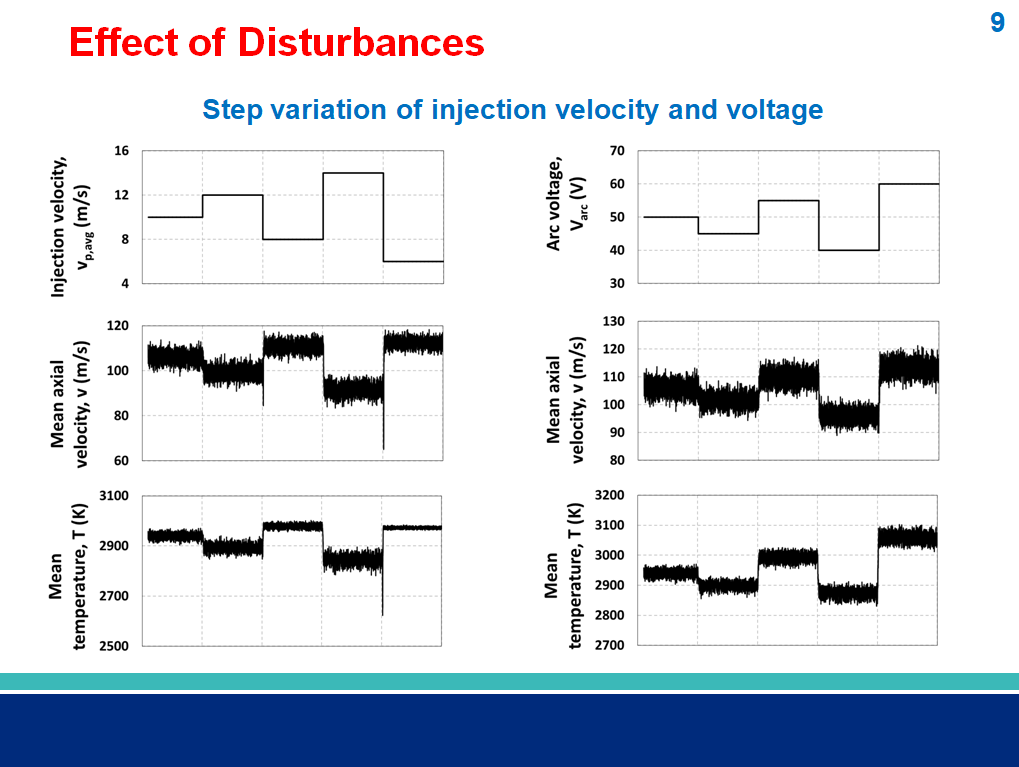 9
Effect of Disturbances
Step variation of injection velocity and voltage
Injection velocity,
v p,avg (m/s)
16
12
8
4
Mean axial
velocity, v (m/s)
120
100
80
60
Mean
temperature, T (K)
3100
2900
2700
2500
Arc voltage,
V arc (V)
70
60
50
40
30
Mean axial
velocity, v (m/s)
130
120
110
100
90
80
Mean
temperature, T (K)
3200
3100
3000
2900
2800
2700